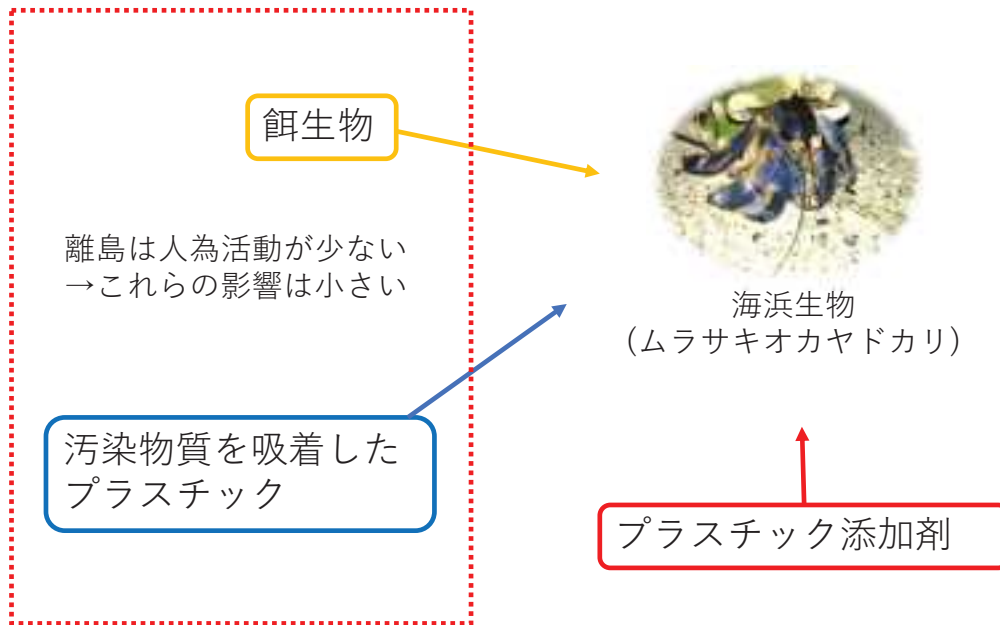 餌生物
離島は人為活動が少ない
→これらの影響は小さい
海浜生物
(ムラサキオカヤドカリ)
汚染物質を吸着した
プラスチック
プラスチック添加剤